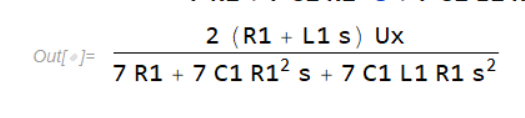 2 (R1 + L1 s) Ux
Out[ ]=
7 R1 + 7 C1 R1² s + 7 C1 L1 R1 s²